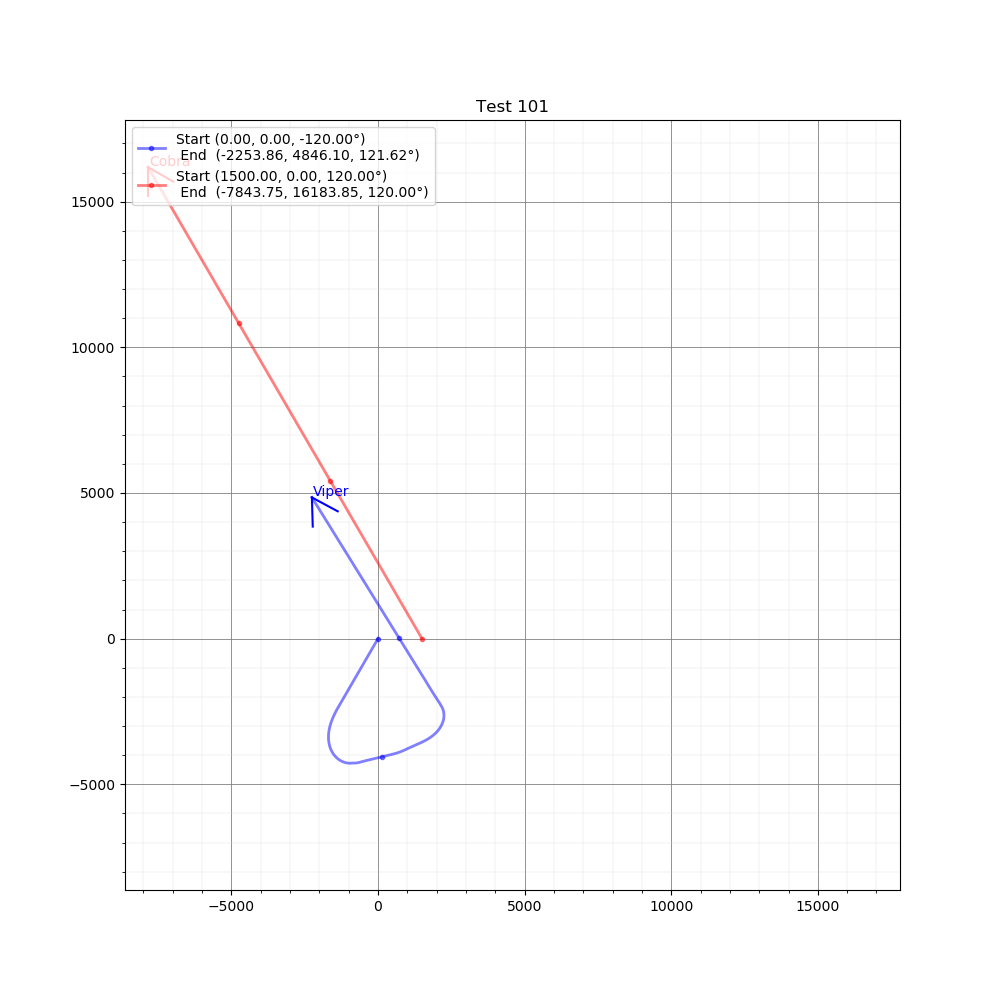 Test 101
Start (0.00, 0.00, -120.00°)
End (-2253.86, 4846.10, 121.62°)
Cobra
Start (1500.00, 0.00, 120.00°)
End (-7843.75, 16183.85, 120.00°)
15000
10000
5000
Viper
0
−5000
−5000
0
5000
10000
15000